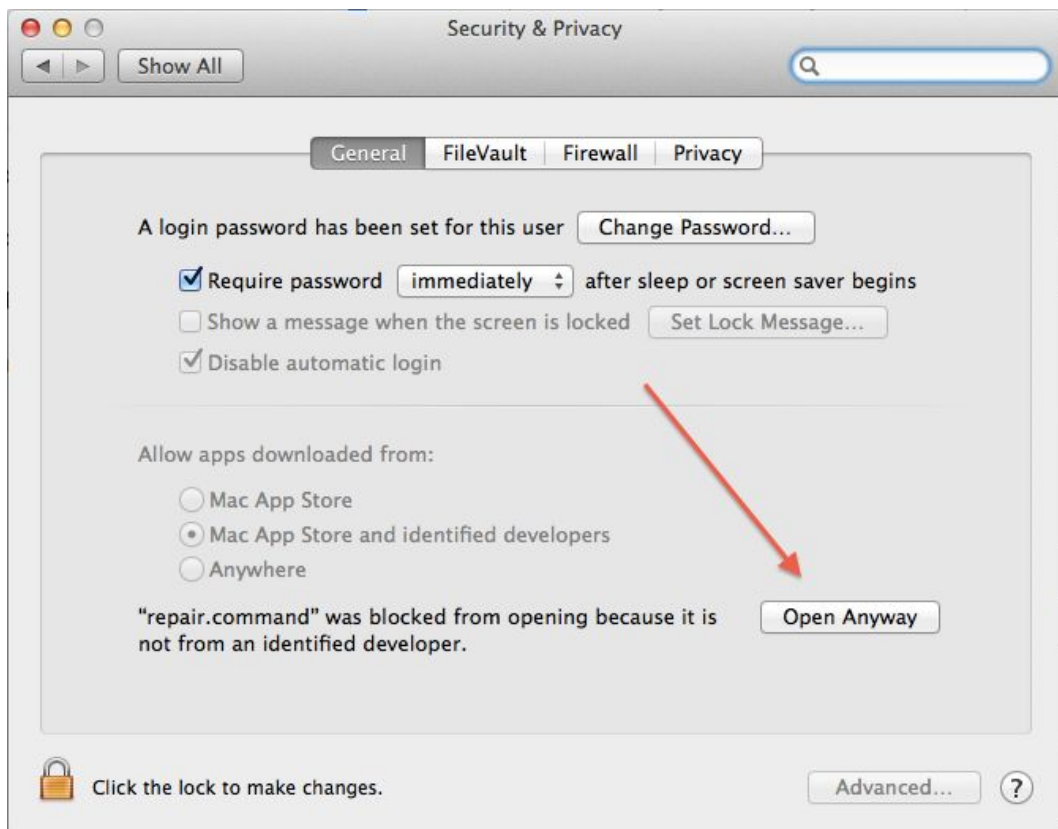 Security & Privacy
Show All
General FileVault Firewall Privacy
A login password has been set for this user Change Password...
Require password immediately after sleep or screen saver begins
Show a message when the screen is locked Set Lock Message...
Disable automatic login
Allow apps downloaded from:
Mac App Store
Mac App Store and identified developers
Anywhere
“repair.command” was blocked from opening because it is Open Anyway
not from an identified developer.
Click the lock to make changes. Advanced... ?